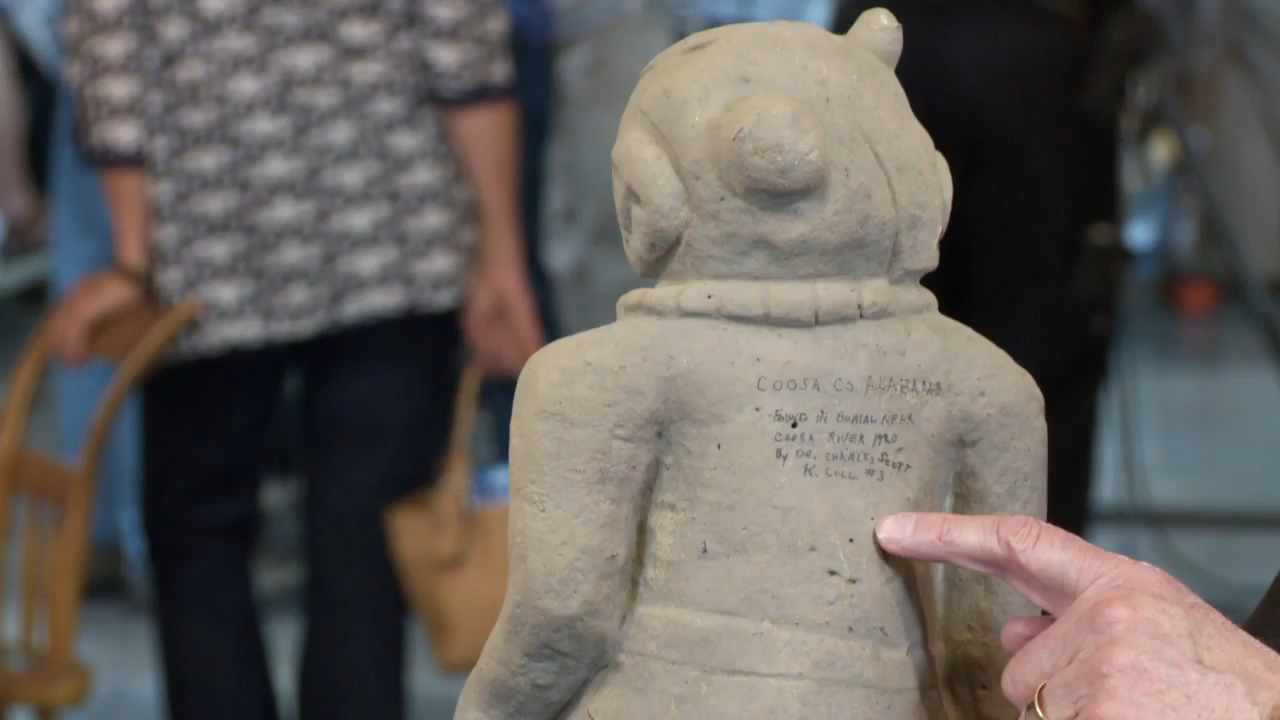 COOSA. CO. ALABAMA
FOUND IN BURIAL NEAR
COOSA RIVER 1920
By DR. CHARLES SCOTT
K. COLL. #3